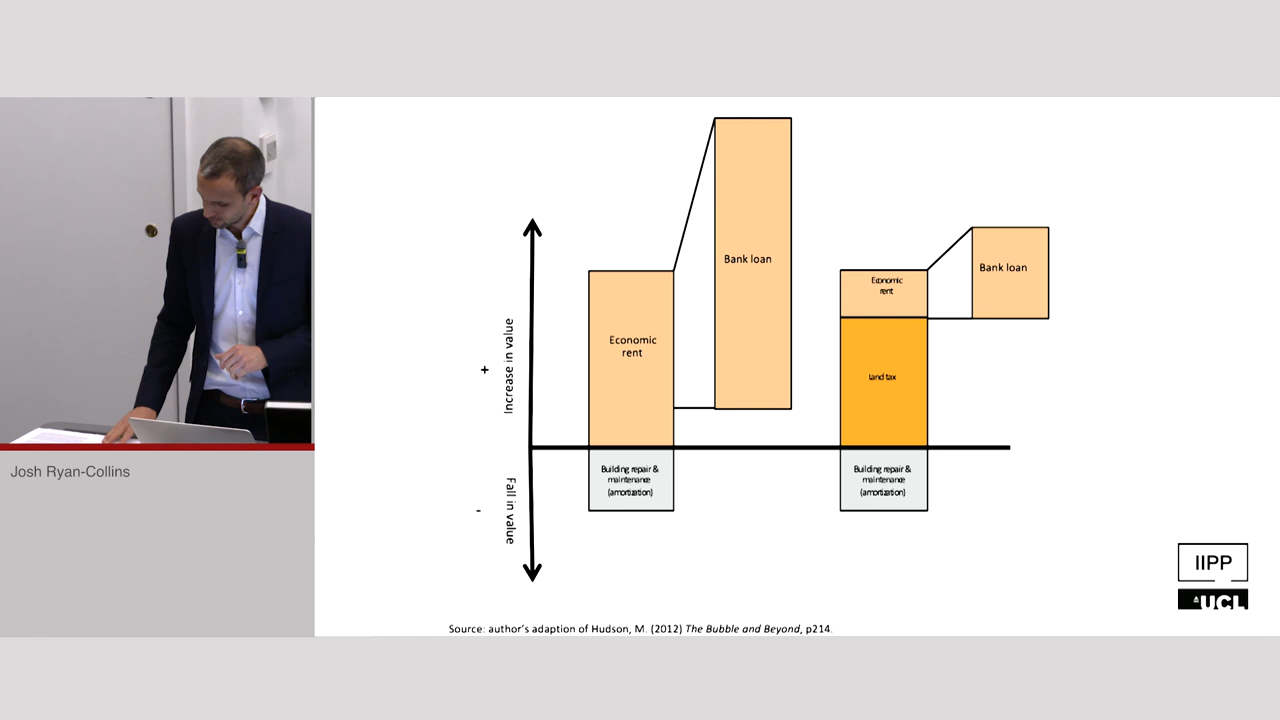 Josh Ryan-Collins
+
Increase in value
-
Fall in value
Economic
rent
Bank loan
Building repair &
maintenance
(amortization)
Economic
rent
land tax
Bank loan
Building repair &
maintenance
(amortization)
IIPP
UCL
Source: author's adaption of Hudson, M. (2012) The Bubble and Beyond, p214.